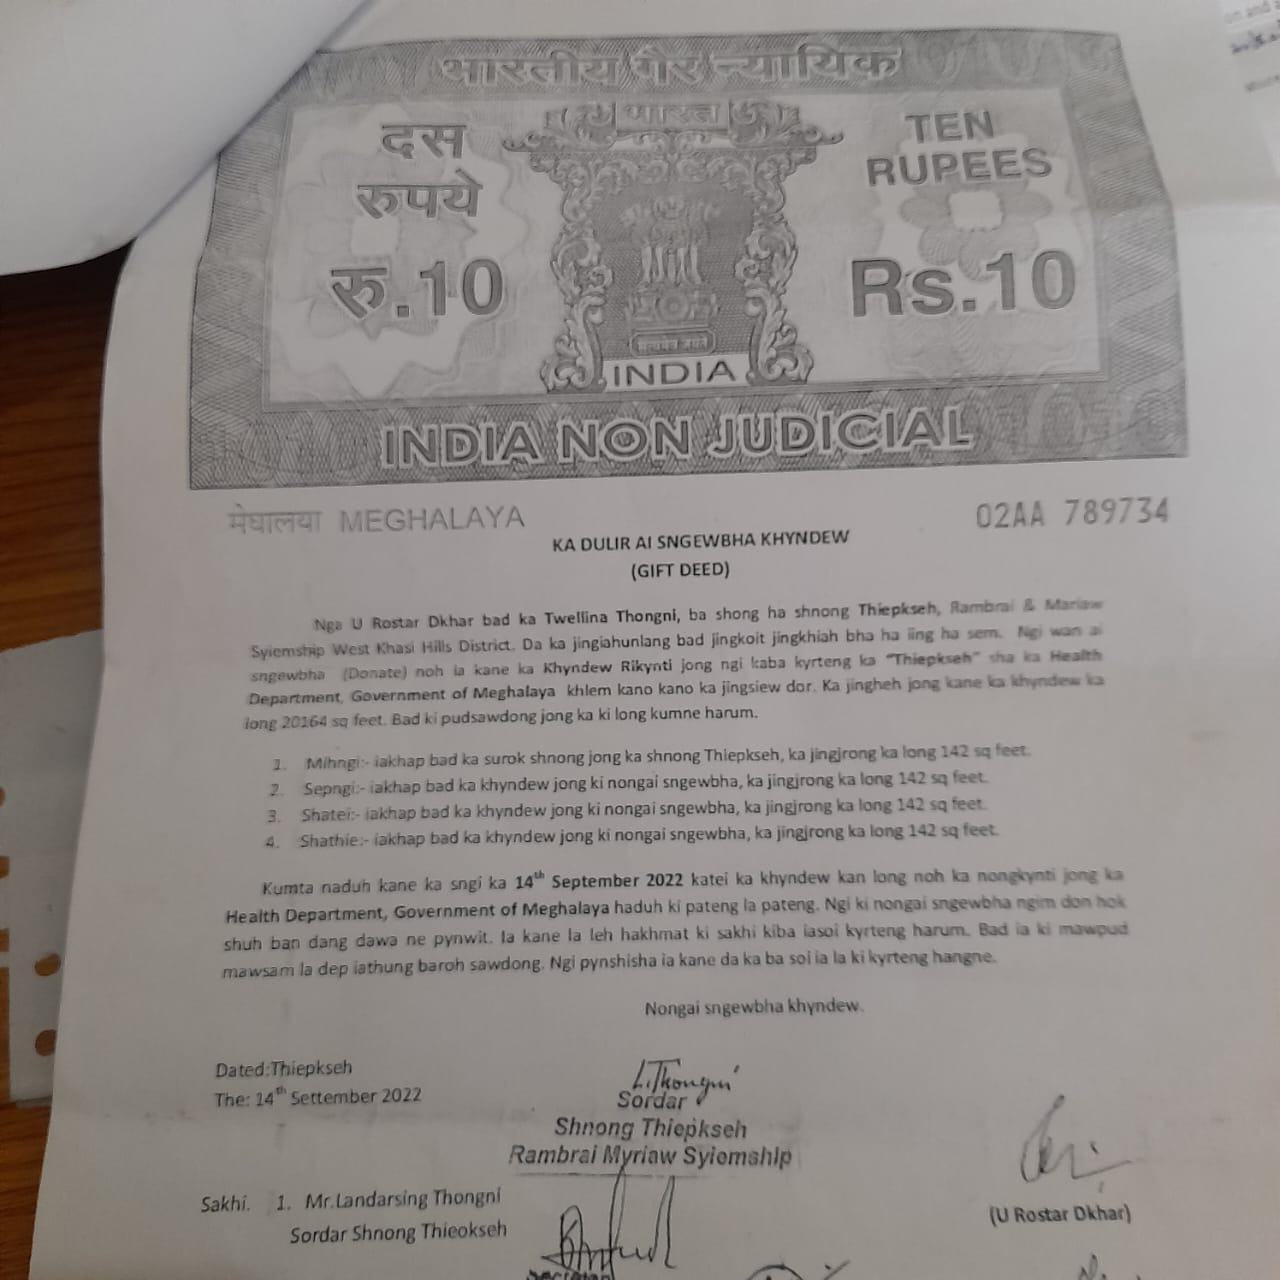 भारतीय गैर न्यायिक
भारत
दस
रुपये
रु.10
TEN
RUPEES
Rs.10
सत्यमेव जयते
INDIA
INDIA NON JUDICIAL
मेघालया MEGHALAYA
02AA 789734
KA DULIR AI SNGEWBHA KHYNDEW
(GIFT DEED)
Nga U Rostar Dkhar bad ka Twellina Thongni, ba shong ha shnong Thiepkseh, Rambrai & Mariaw
Syiemship West Khasi Hills District. Da ka jingiahunlang bad jingkoit jingkhiah bha ha iing ha sem. Ngi wan ai
sngewbha (Donate) noh ia kane ka Khyndew Rikynti jong ngi kaba kyrteng ka "Thiepkseh" sha ka Health
Department, Government of Meghalaya khlem kano kano ka jingsiew dor. Ka jingheh jong kane ka khyndew ka
long 20164 sq feet. Bad ki pudsawdong jong ka ki long kumne harum.
1. Mihngi:- iakhap bad ka surok shnong jong ka shnong Thiepkseh, ka jingjrong ka long 142 sq feet.
2. Sepngi:- iakhap bad ka khyndew jong ki nongai sngewbha, ka jingjrong ka long 142 sq feet.
3. Shatei:- iakhap bad ka khyndew jong ki nongai sngewbha, ka jingjrong ka long 142 sq feet.
4. Shathie:- iakhap bad ka khyndew jong ki nongai sngewbha, ka jingjrong ka long 142 sq feet.
Kumta naduh kane ka sngi ka 14th September 2022 katei ka khyndew kan long noh ka nongkynti jong ka
Health Department, Government of Meghalaya haduh ki pateng la pateng. Ngi ki nongai sngewbha ngim don hok
shuh ban dang dawa ne pynwit. Ia kane la leh hakhmat ki sakhi kiba iasoi kyrteng harum. Bad ia ki mawpud
mawsam la dep iathung baroh sawdong. Ngi pynshisha ia kane da ka ba soi ia la ki kyrteng hangne.
Nongai sngewbha khyndew.
Dated:Thiepkseh
The: 14th Settember 2022
L.Thongni
Sordar
Shnong Thiepkseh
Rambrai Myriaw Syiemship
(U Rostar Dkhar)
Sakhi. 1. Mr.Landarsing Thongni
Sordar Shnong Thieokseh